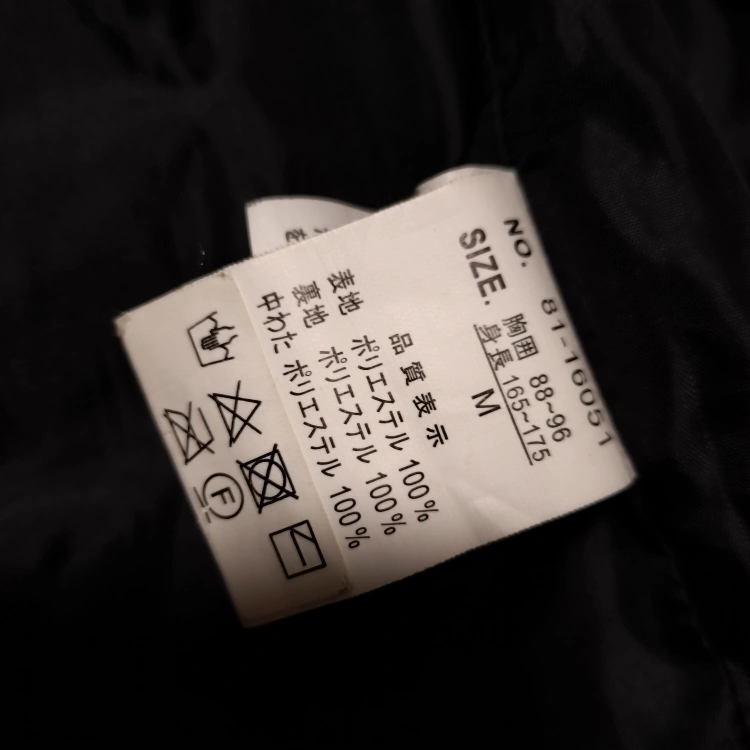 NO. 81-16051
SIZE. 胸囲 88~96
身長 165~175
M
品質表示
表地 ポリエステル 100%
裏地 ポリエステル 100%
中わた ポリエステル 100%
F